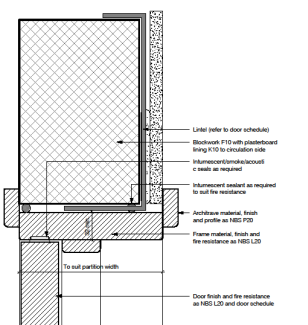 Lintel (refer to door schedule)
Blockwork F10 with plasterboard
lining K10 to circulation side
Intumescent/smoke/acousti
c seals as required
Intumescent sealant as required
to suit fire resistance
Architrave material, finish
and profile as NBS P20
Frame material, finish and
fire resistance as NBS L20
To suit partition width
Door finish and fire resistance
as NBS L20 and door schedule